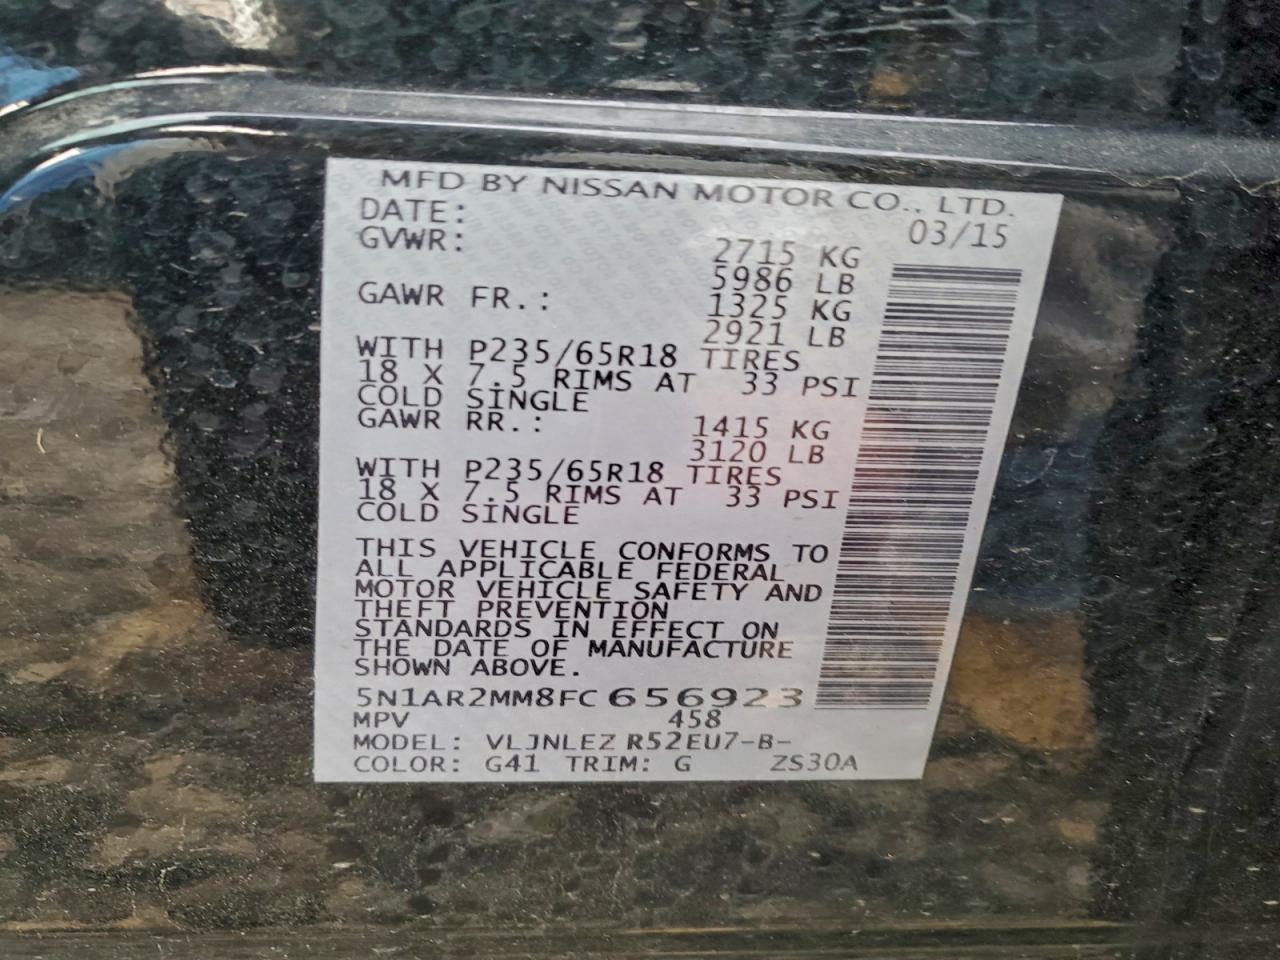 MFD BY NISSAN MOTOR CO., LTD.
DATE: 03/15
GVWR: 2715 KG
5986 LB
GAWR FR.: 1325 KG
2921 LB
WITH P235/65R18 TIRES
18 X 7.5 RIMS AT 33 PSI
COLD SINGLE
GAWR RR.: 1415 KG
3120 LB
WITH P235/65R18 TIRES
18 X 7.5 RIMS AT 33 PSI
COLD SINGLE
THIS VEHICLE CONFORMS TO
ALL APPLICABLE FEDERAL
MOTOR VEHICLE SAFETY AND
THEFT PREVENTION
STANDARDS IN EFFECT ON
THE DATE OF MANUFACTURE
SHOWN ABOVE.
5N1AR2MM8FC656923
MPV 458
MODEL: VLJNLEZ R52EU7-B-
COLOR: G41 TRIM: G ZS30A